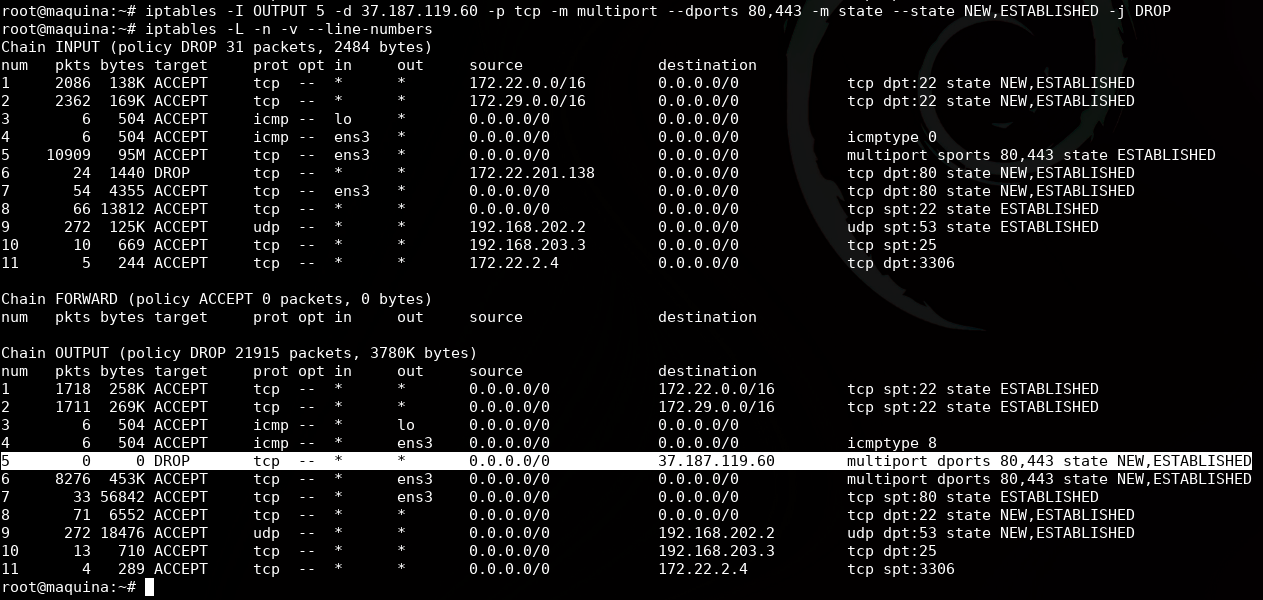 root@maquina:~# iptables -I OUTPUT 5 -d 37.187.119.60 -p tcp -m multiport --dports 80,443 -m state --state NEW,ESTABLISHED -j DROP
root@maquina:~# iptables -L -n -v --line-numbers
Chain INPUT (policy DROP 31 packets, 2484 bytes)
num   pkts bytes target     prot opt in     out     source               destination
1     2086  138K ACCEPT     tcp  --  *      *       172.22.0.0/16        0.0.0.0/0            tcp dpt:22 state NEW,ESTABLISHED
2     2362  169K ACCEPT     tcp  --  *      *       172.29.0.0/16        0.0.0.0/0            tcp dpt:22 state NEW,ESTABLISHED
3        6   504 ACCEPT     icmp --  lo     *       0.0.0.0/0            0.0.0.0/0
4        6   504 ACCEPT     icmp --  ens3   *       0.0.0.0/0            0.0.0.0/0            icmptype 0
5    10909   95M ACCEPT     tcp  --  ens3   *       0.0.0.0/0            0.0.0.0/0            multiport sports 80,443 state ESTABLISHED
6       24  1440 DROP       tcp  --  *      *       172.22.201.138       0.0.0.0/0            tcp dpt:80 state NEW,ESTABLISHED
7       54  4355 ACCEPT     tcp  --  ens3   *       0.0.0.0/0            0.0.0.0/0            tcp dpt:80 state NEW,ESTABLISHED
8       66 13812 ACCEPT     tcp  --  *      *       0.0.0.0/0            0.0.0.0/0            tcp spt:22 state ESTABLISHED
9      272  125K ACCEPT     udp  --  *      *       192.168.202.2        0.0.0.0/0            udp spt:53 state ESTABLISHED
10      10   669 ACCEPT     tcp  --  *      *       192.168.203.3        0.0.0.0/0            tcp spt:25
11       5   244 ACCEPT     tcp  --  *      *       172.22.2.4           0.0.0.0/0            tcp dpt:3306

Chain FORWARD (policy ACCEPT 0 packets, 0 bytes)
num   pkts bytes target     prot opt in     out     source               destination

Chain OUTPUT (policy DROP 21915 packets, 3780K bytes)
num   pkts bytes target     prot opt in     out     source               destination
1     1718  258K ACCEPT     tcp  --  *      *       0.0.0.0/0            172.22.0.0/16        tcp spt:22 state ESTABLISHED
2     1711  269K ACCEPT     tcp  --  *      *       0.0.0.0/0            172.29.0.0/16        tcp spt:22 state ESTABLISHED
3        6   504 ACCEPT     icmp --  *      lo      0.0.0.0/0            0.0.0.0/0
4        6   504 ACCEPT     icmp --  *      ens3    0.0.0.0/0            0.0.0.0/0            icmptype 8
5        0     0 DROP       tcp  --  *      *       0.0.0.0/0            37.187.119.60        multiport dports 80,443 state NEW,ESTABLISHED
6     8276  453K ACCEPT     tcp  --  *      ens3    0.0.0.0/0            0.0.0.0/0            multiport dports 80,443 state NEW,ESTABLISHED
7       33 56842 ACCEPT     tcp  --  *      ens3    0.0.0.0/0            0.0.0.0/0            tcp spt:80 state ESTABLISHED
8       71  6552 ACCEPT     tcp  --  *      *       0.0.0.0/0            0.0.0.0/0            tcp dpt:22 state NEW,ESTABLISHED
9      272 18476 ACCEPT     udp  --  *      *       0.0.0.0/0            192.168.202.2        udp dpt:53 state NEW,ESTABLISHED
10      13   710 ACCEPT     tcp  --  *      *       0.0.0.0/0            192.168.203.3        tcp dpt:25
11       4   289 ACCEPT     tcp  --  *      *       0.0.0.0/0            172.22.2.4           tcp spt:3306
root@maquina:~#